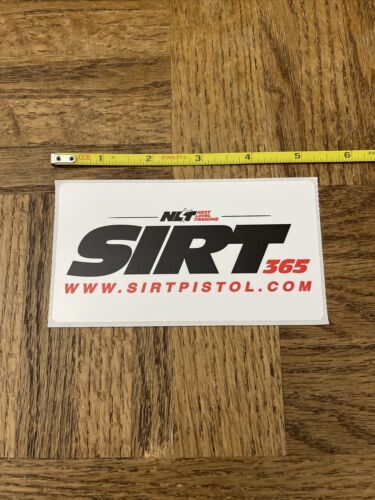 1 2 STANLEY 3 4 5 6
NLT NEXT
LEVEL
TRAINING
SIRT 365
WWW.SIRTPISTOL.COM